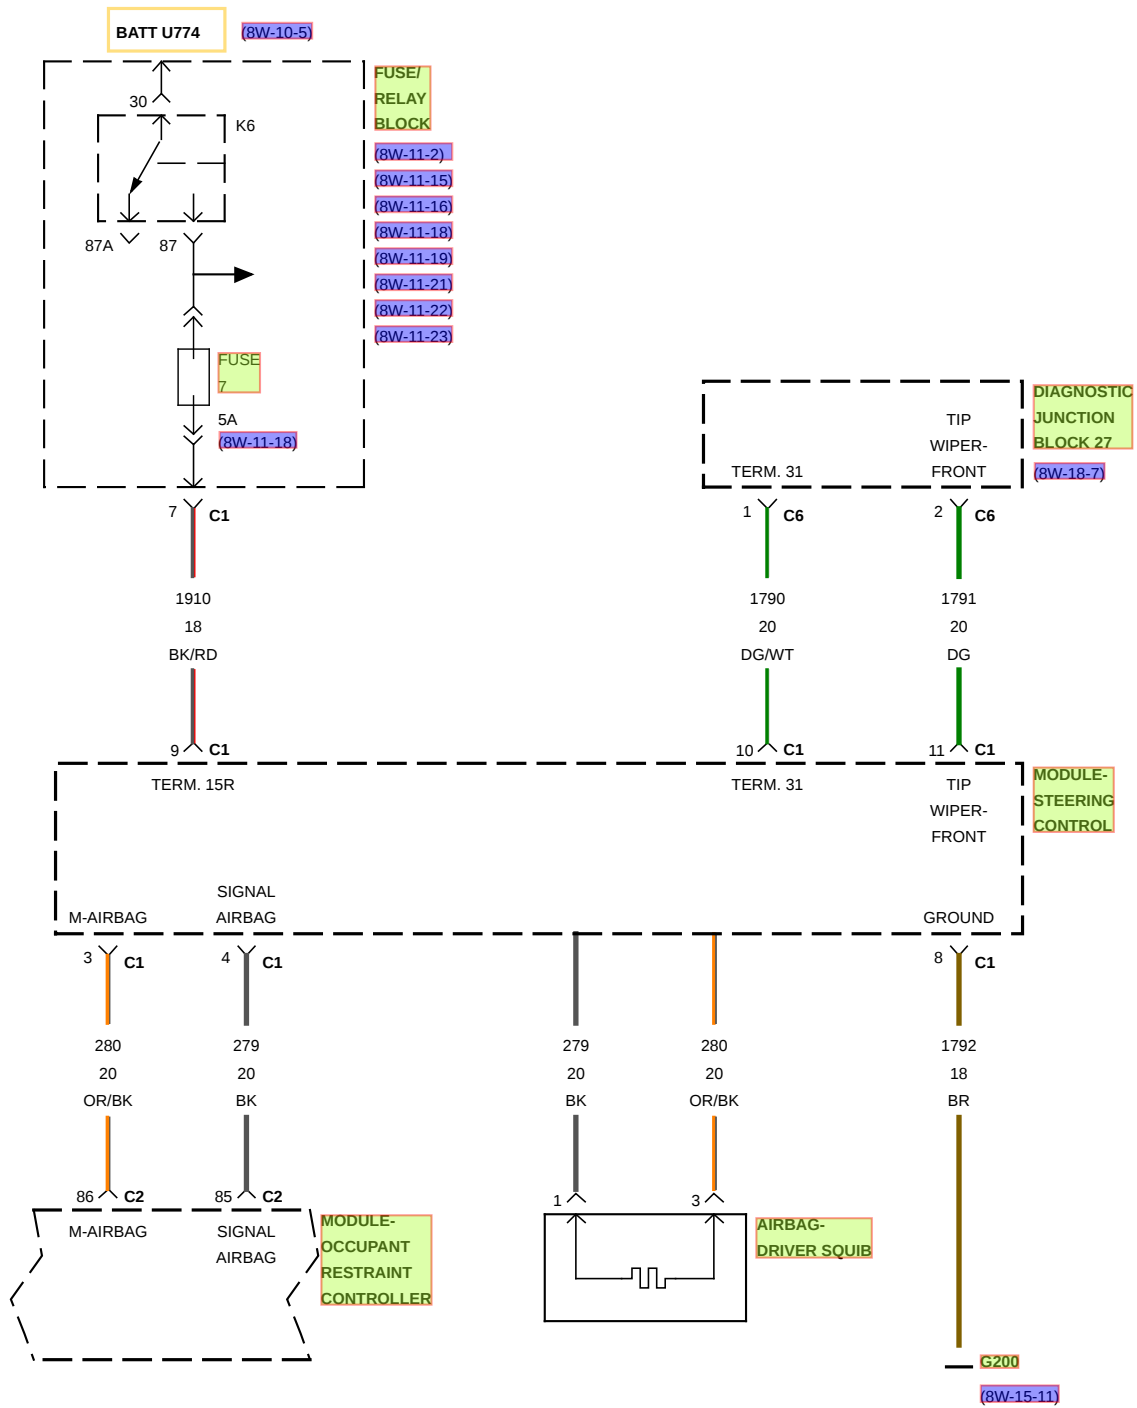 BATT U774 (8W-10-5)
FUSE/
RELAY
BLOCK
(8W-11-2)
(8W-11-15)
(8W-11-16)
(8W-11-18)
(8W-11-19)
(8W-11-21)
(8W-11-22)
(8W-11-23)
30
K6
87A 87
FUSE
7
5A
(8W-11-18)
DIAGNOSTIC
JUNCTION
BLOCK 27
(8W-18-7)
TIP
WIPER-
TERM. 31 FRONT
7 C1 1 C6 2 C6
1910 1790 1791
18 20 20
BK/RD DG/WT DG
9 C1 10 C1 11 C1
TERM. 15R TERM. 31 TIP
WIPER-
FRONT
MODULE-
STEERING
CONTROL
SIGNAL
M-AIRBAG AIRBAG GROUND
3 C1 4 C1 8 C1
280 279 279 280 1792
20 20 20 20 18
OR/BK BK BK OR/BK BR
86 C2 85 C2 1 3
M-AIRBAG SIGNAL
AIRBAG
MODULE-
OCCUPANT
RESTRAINT
CONTROLLER
AIRBAG-
DRIVER SQUIB
G200
(8W-15-11)